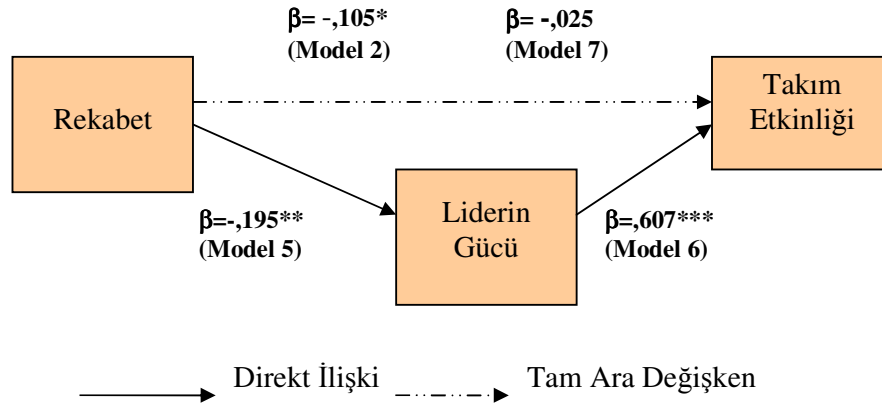 β= -,105*
(Model 2)
β= -,025
(Model 7)
Rekabet
Takım
Etkinliği
β=-,195**
(Model 5)
Liderin
Gücü
β=,607***
(Model 6)
Direkt İlişki
Tam Ara Değişken